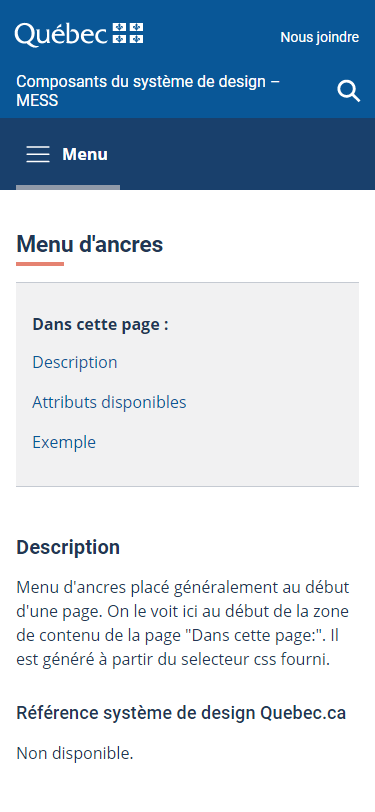 Québec
Nous joindre
Composants du système de design –
MESS
Menu
Menu d'ancres
Dans cette page :
Description
Attributs disponibles
Exemple
Description
Menu d'ancres placé généralement au début
d'une page. On le voit ici au début de la zone
de contenu de la page "Dans cette page:". Il
est généré à partir du selecteur css fourni.
Référence système de design Quebec.ca
Non disponible.